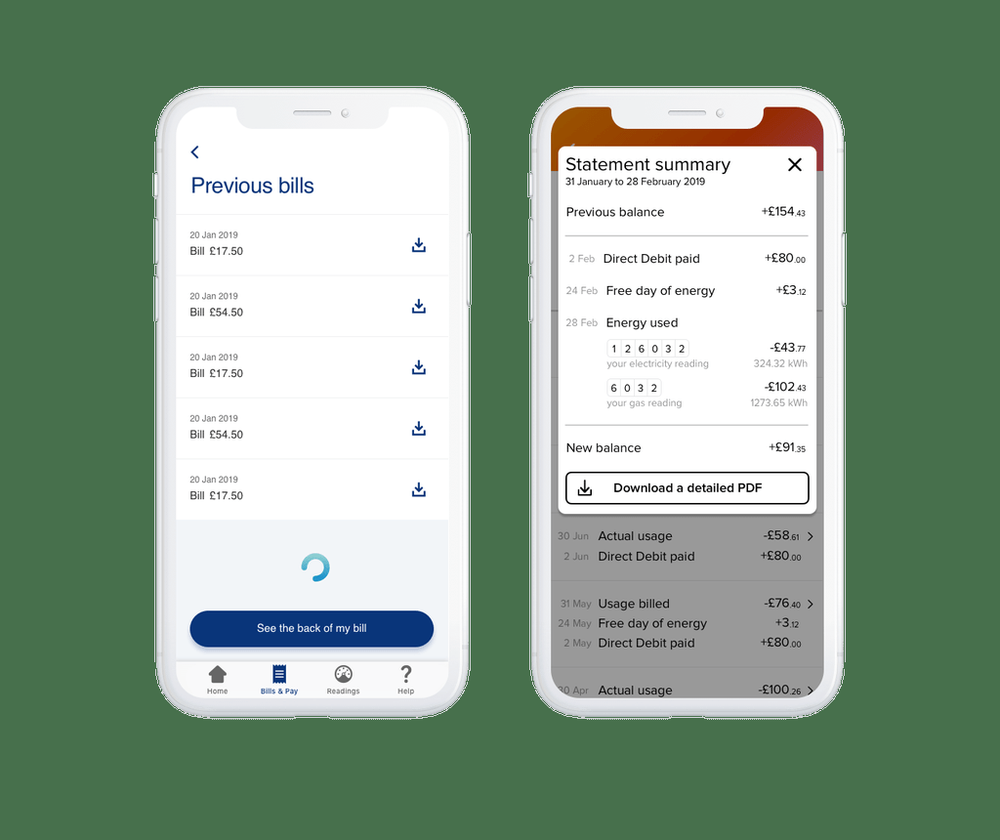 Previous bills
20 Jan 2019
Bill £17.50
20 Jan 2019
Bill £54.50
20 Jan 2019
Bill £17.50
20 Jan 2019
Bill £54.50
20 Jan 2019
Bill £17.50
See the back of my bill
Home Bills & Pay Readings Help
Statement summary
31 January to 28 February 2019
Previous balance +£154.43
2 Feb Direct Debit paid +£80.00
24 Feb Free day of energy +£3.12
28 Feb Energy used
1 2 6 0 3 2 -£43.77
your electricity reading 324.32 kWh
6 0 3 2 -£102.43
your gas reading 1273.65 kWh
New balance +£91.35
Download a detailed PDF
30 Jun Actual usage -£58.61
2 Jun Direct Debit paid +£80.00
31 May Usage billed -£76.40
24 May Free day of energy +3.12
2 May Direct Debit paid +£80.00
30 Apr Actual usage -£100.26